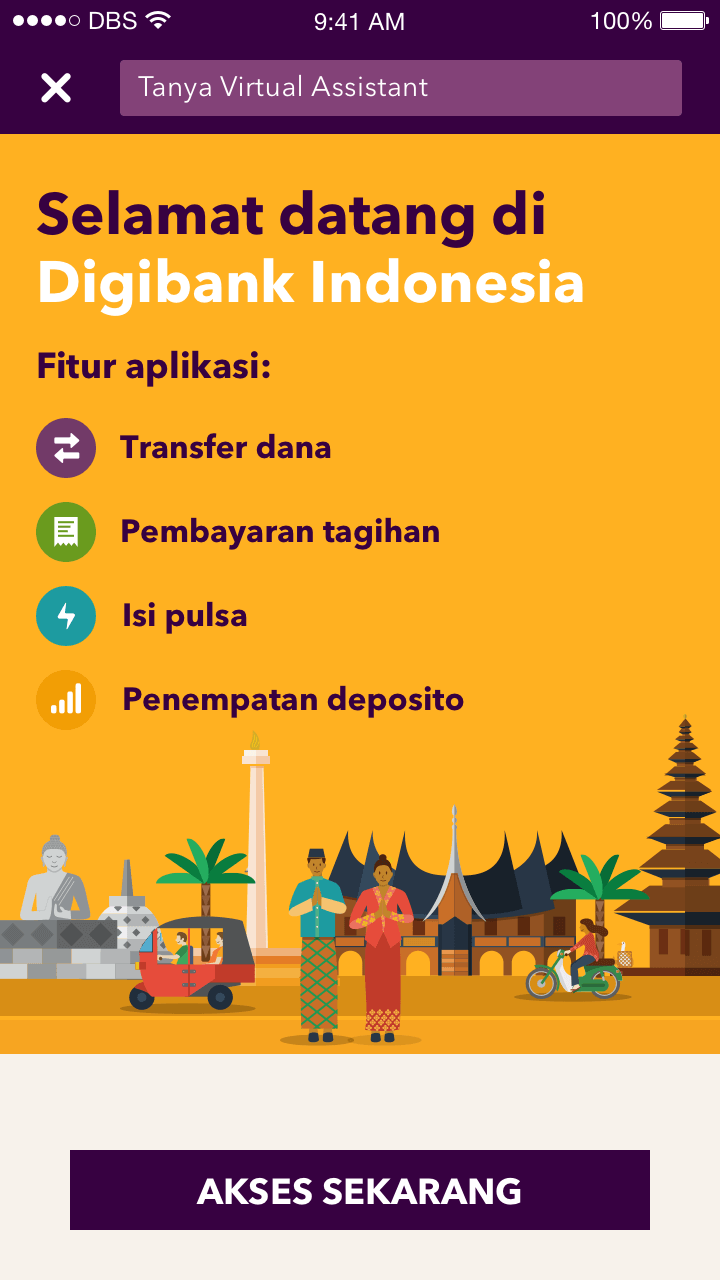 DBS 9:41 AM 100%
Tanya Virtual Assistant
Selamat datang di
Digibank Indonesia
Fitur aplikasi:
Transfer dana
Pembayaran tagihan
Isi pulsa
Penempatan deposito
AKSES SEKARANG